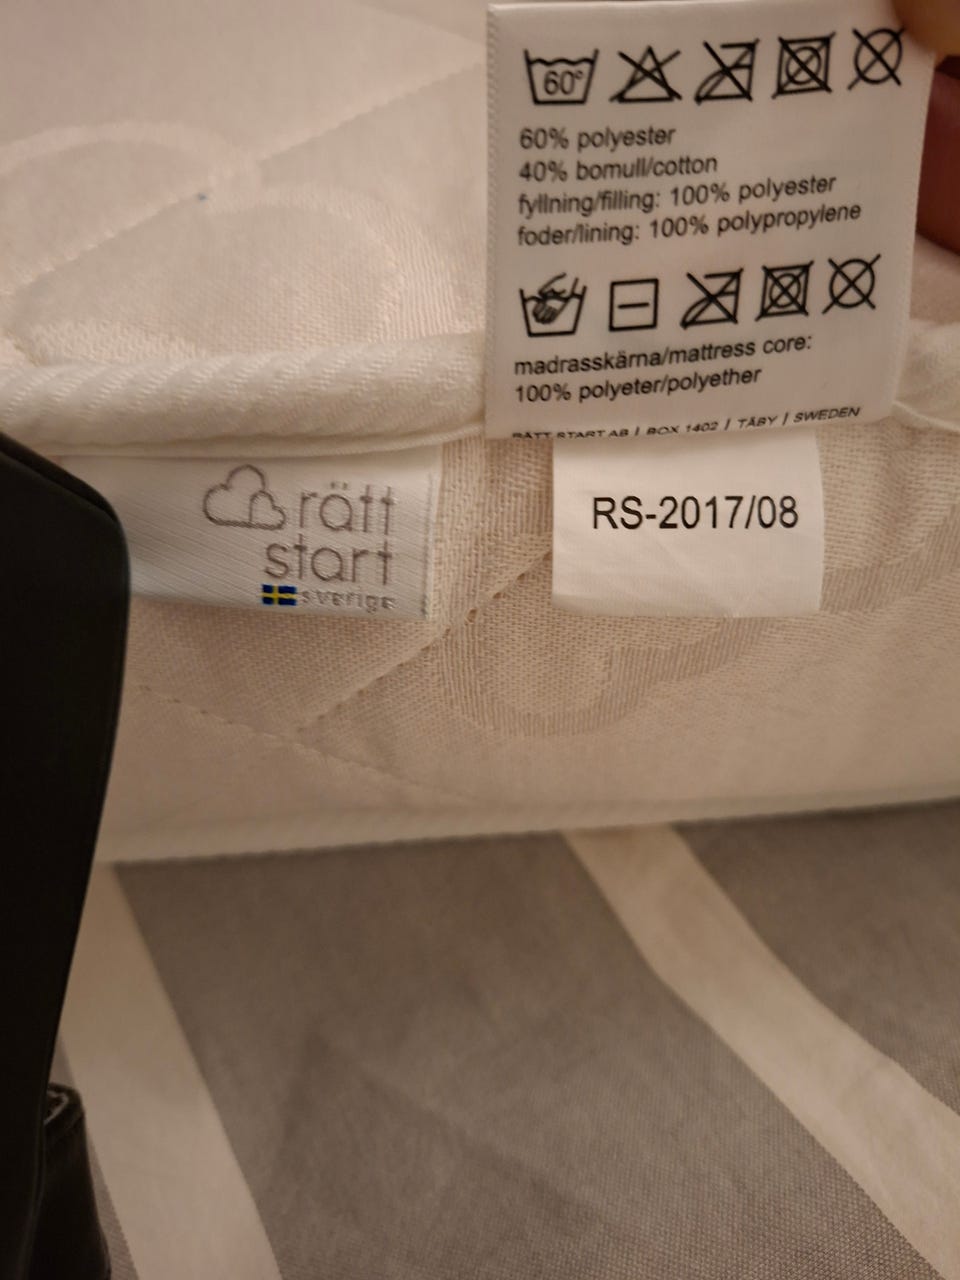 60°
60% polyester
40% bomull/cotton
fyllning/filling: 100% polyester
foder/lining: 100% polypropylene
madrasskärna/mattress core:
100% polyeter/polyether
RÄTT START AB / BOX 1402 / TÄBY / SWEDEN
rätt
start
sverige
RS-2017/08